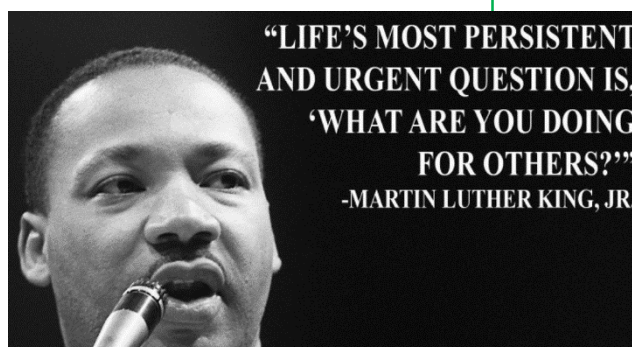 “LIFE’S MOST PERSISTENT
AND URGENT QUESTION IS,
‘WHAT ARE YOU DOING
FOR OTHERS?’”
-MARTIN LUTHER KING, JR.